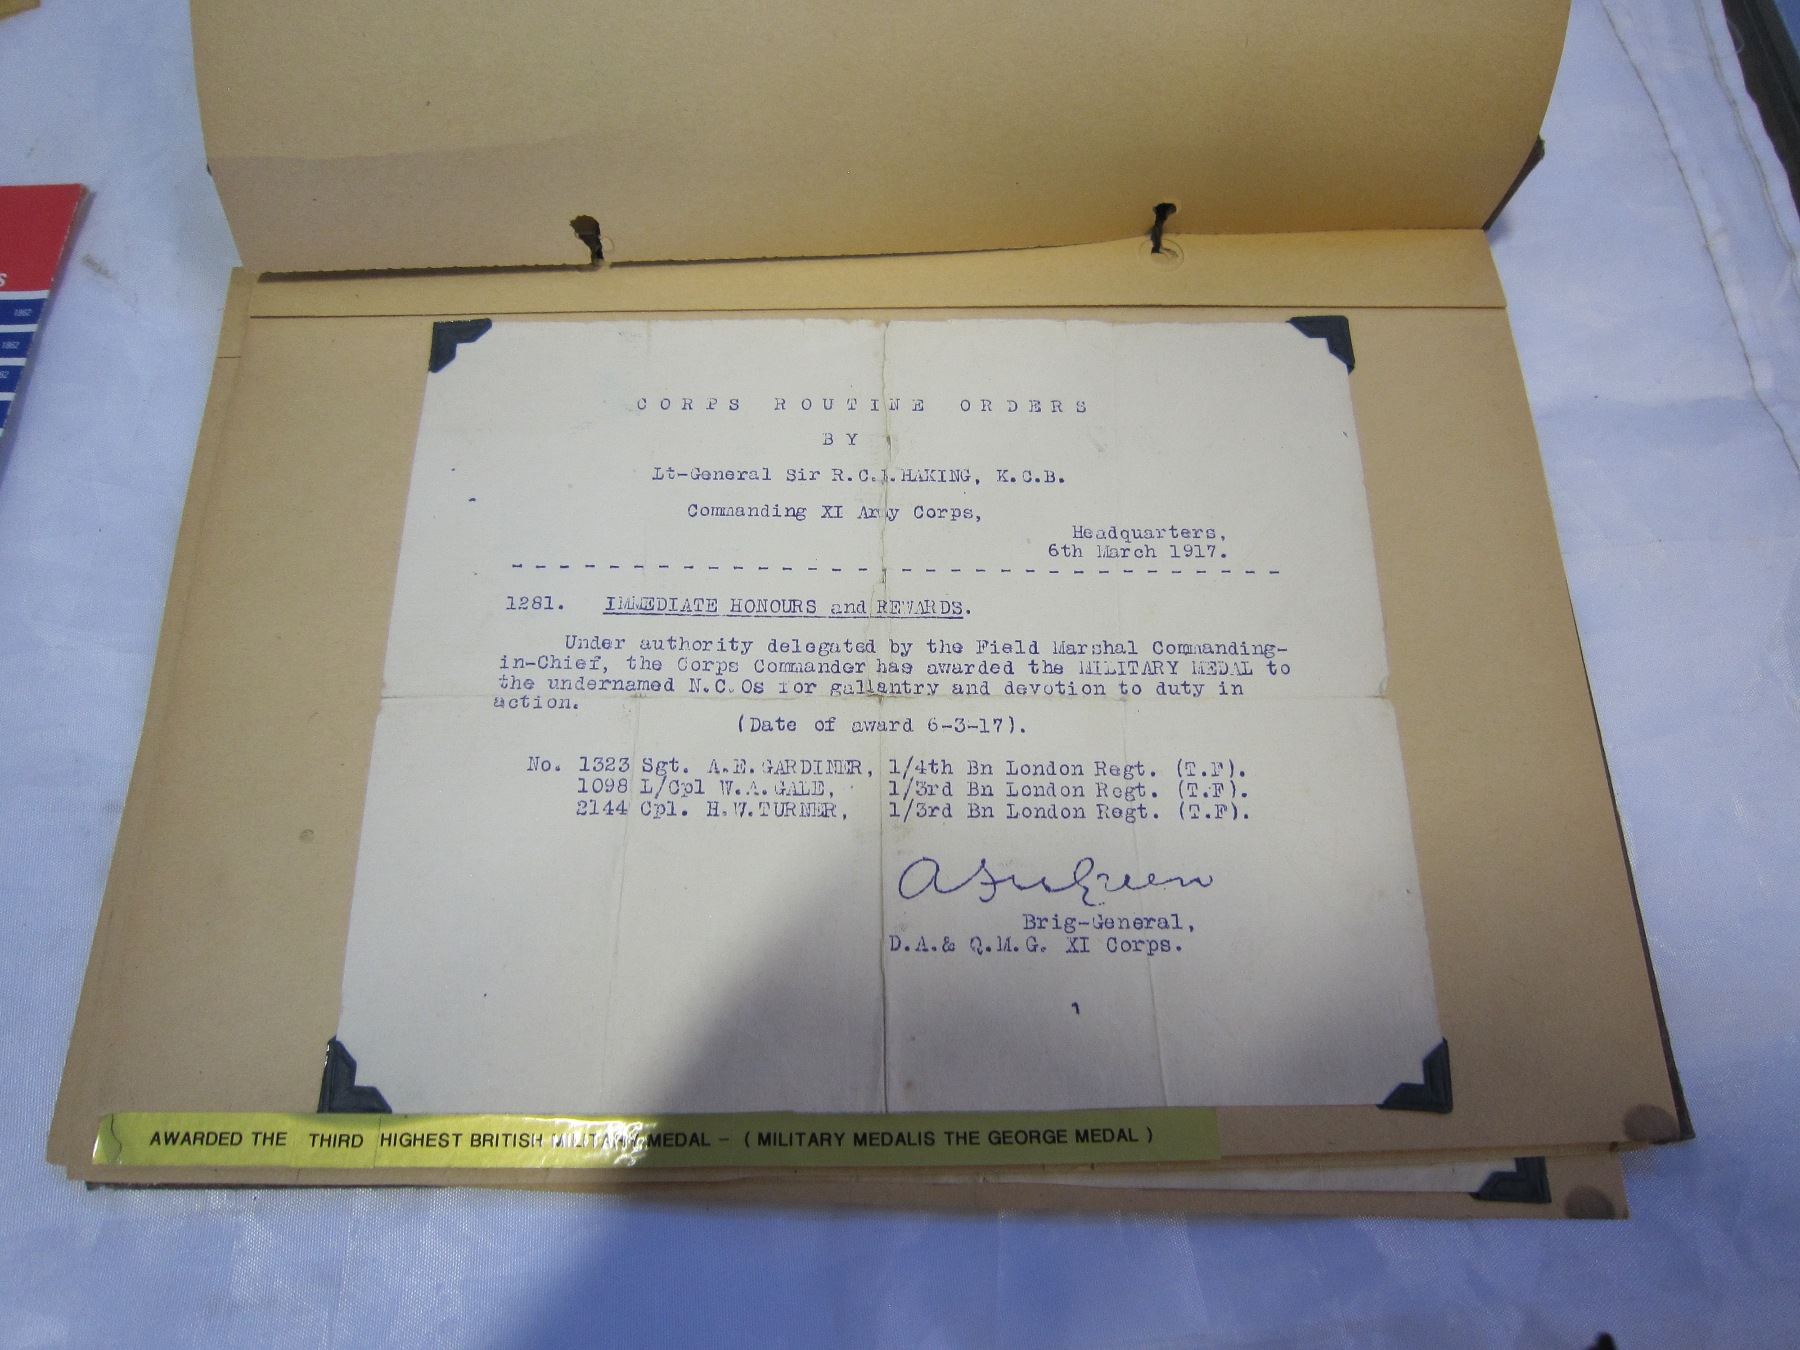 S
1862
1862
62
CORPS ROUTINE ORDERS
BY
Lt-General Sir R.C.B.HAKING, K.C.B.
Commanding XI Army Corps,
Headquarters,
6th March 1917.
1281. IMMEDIATE HONOURS and REWARDS.
Under authority delegated by the Field Marshal Commanding-
in-Chief, the Corps Commander has awarded the MILITARY MEDAL to
the undernamed N.C.Os for gallantry and devotion to duty in
action.
(Date of award 6-3-17).
No. 1323 Sgt. A.E.GARDINER, 1/4th Bn London Regt. (T.F).
1098 L/Cpl W.A.GALE, 1/3rd Bn London Regt. (T.F).
2144 Cpl. H.W.TURNER, 1/3rd Bn London Regt. (T.F).
Brig-General,
D.A.& Q.M.G. XI Corps.
AWARDED THE THIRD HIGHEST BRITISH MILITARY MEDAL - ( MILITARY MEDALIS THE GEORGE MEDAL )